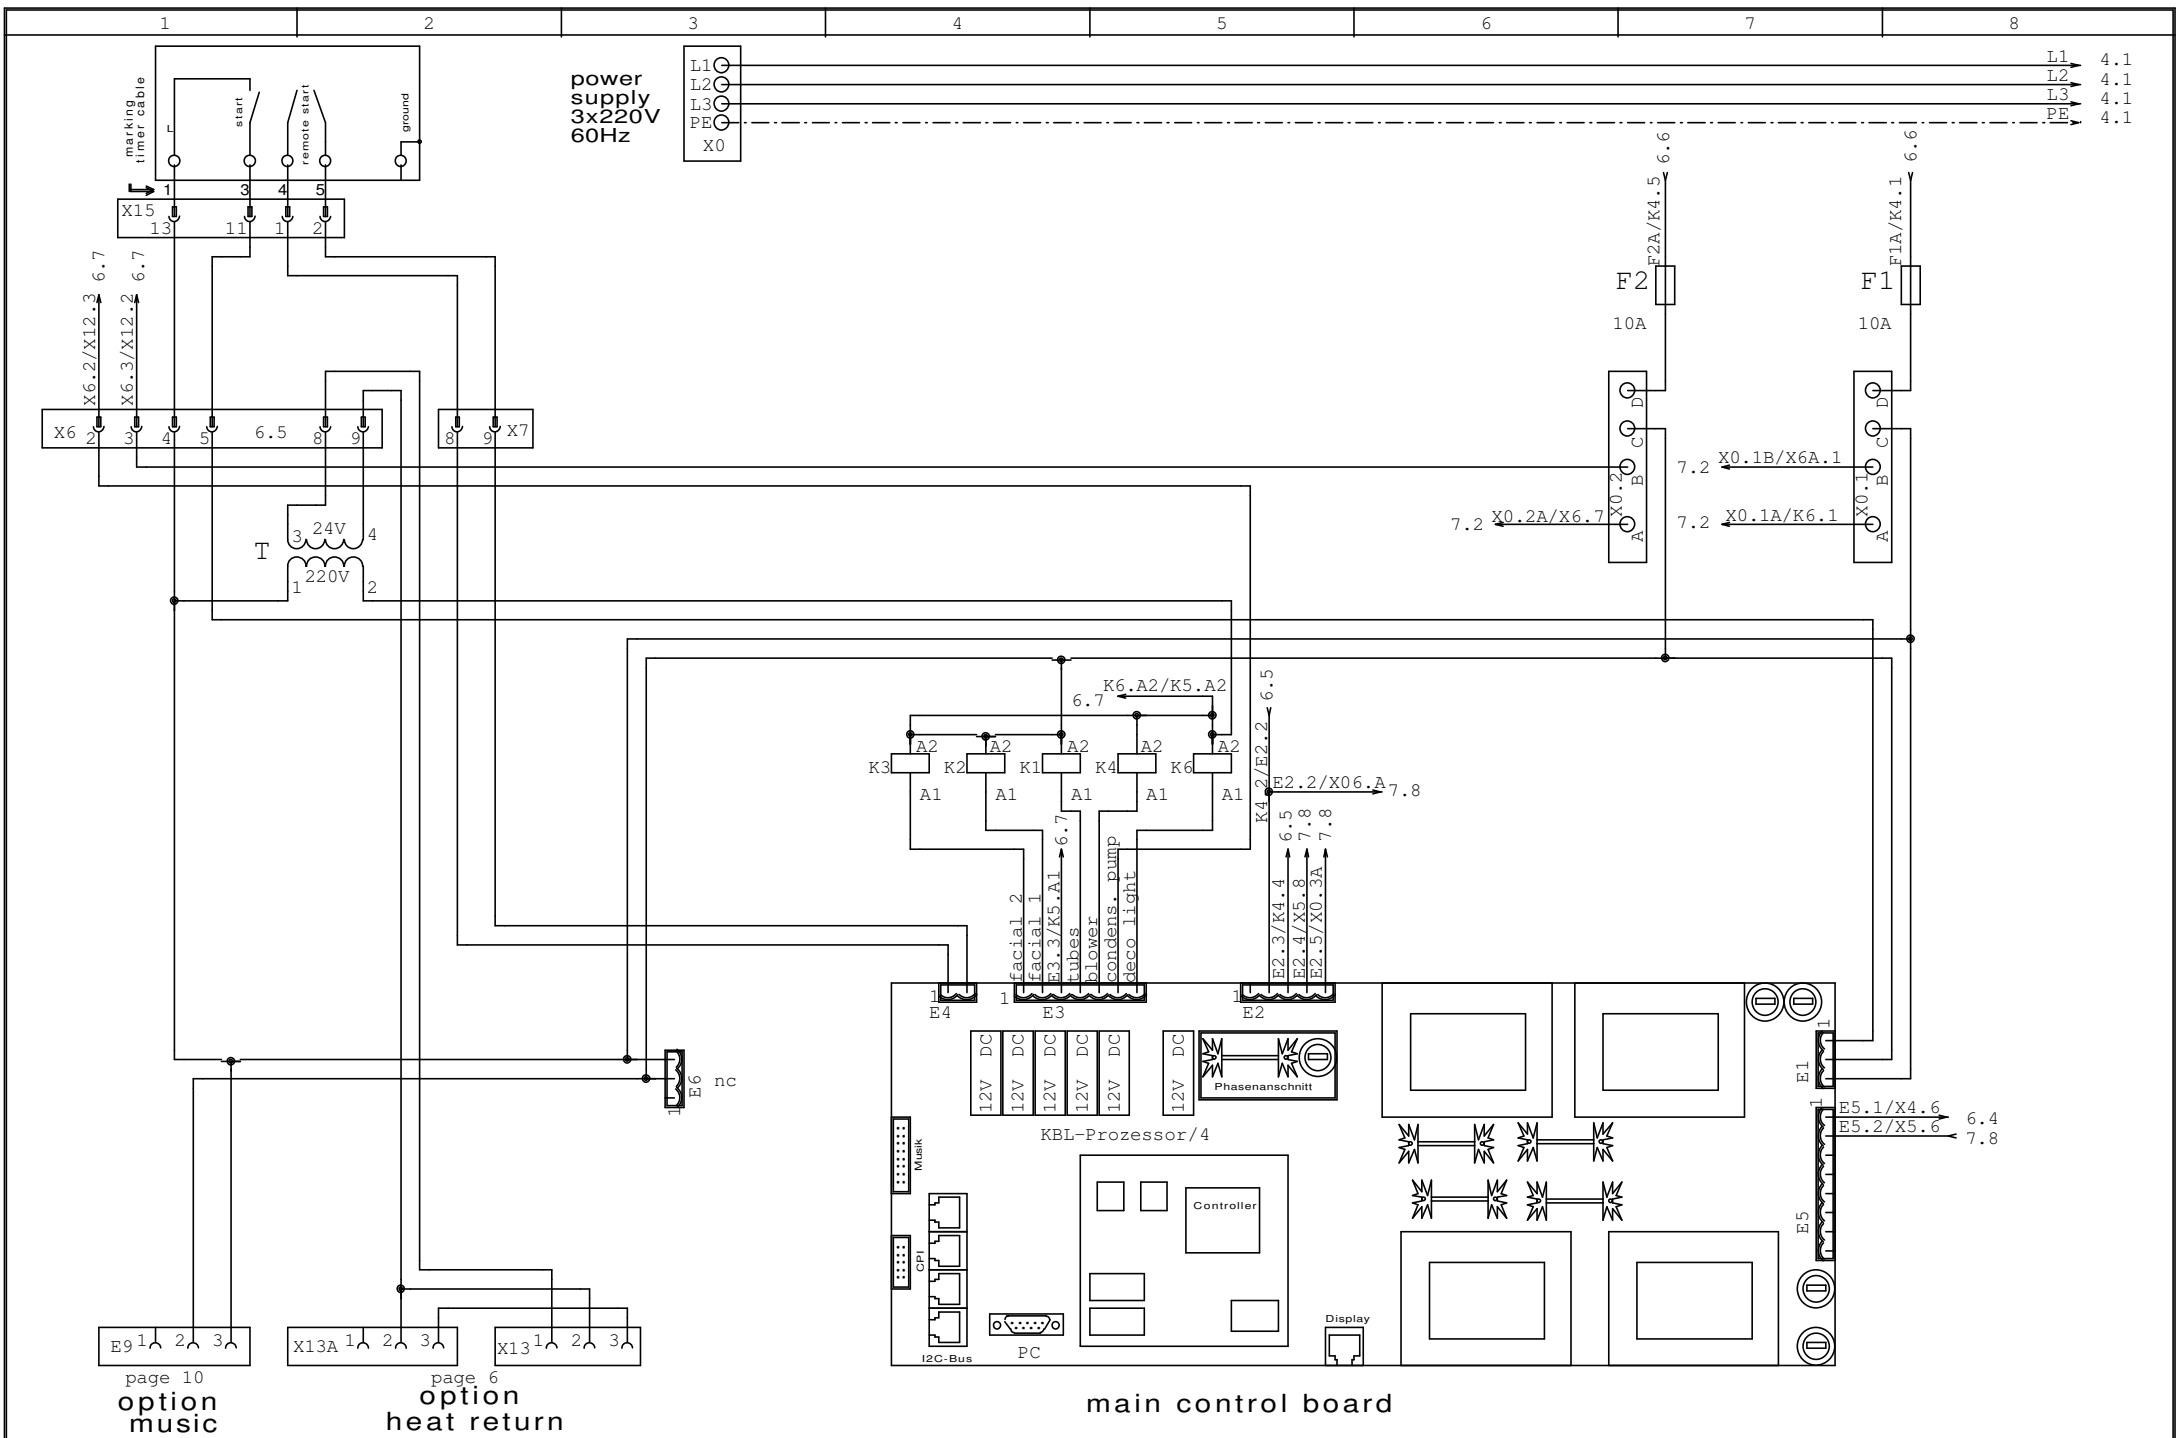 1 2 3 4 5 6 7 8
marking
timer cable
L
start
remote start
ground
1 3 4 5
X15
13 11 1 2
power
supply
3x220V
60Hz
L1
L2
L3
PE
X0
L1 4.1
L2 4.1
L3 4.1
PE 4.1
F2A/K4.5 6.6
F1A/K4.1 6.6
F2
10A
F1
10A
X6.2/X12.3 6.7
X6.3/X12.2 6.7
X6 2 3 4 5 6.5 8 9
8 9 X7
D
C
B
A
X0.2
D
C
B
A
X0.1
7.2 X0.1B/X6A.1
7.2 X0.2A/X6.7
7.2 X0.1A/K6.1
T
3 24V 4
1 220V 2
K6.A2/K5.A2
6.7
K3 A2 A1
K2 A2 A1
K1 A2 A1
K4 A2 A1
K6 A2 A1
K4.2/E2.2 6.5
E2.2/X06.A 7.8
facial 2
facial 1
E3.3/K5.A1 6.7
tubes
blower
condens. pump
deco light
E2.3/K4.4 6.5
E2.4/X5.8 7.8
E2.5/X0.3A 7.8
1
E4
1
E3
1
E2
12V DC
12V DC
12V DC
12V DC
12V DC
12V DC
Phasenanschnitt
KBL-Prozessor/4
1
E1
1
E5
E5.1/X4.6 6.4
E5.2/X5.6 7.8
1
E6
nc
Musik
CPI
I2C-Bus
PC
Controller
Display
E9 1 2 3
X13A 1 2 3
X13 1 2 3
page 10
option
music
page 6
option
heat return
main control board